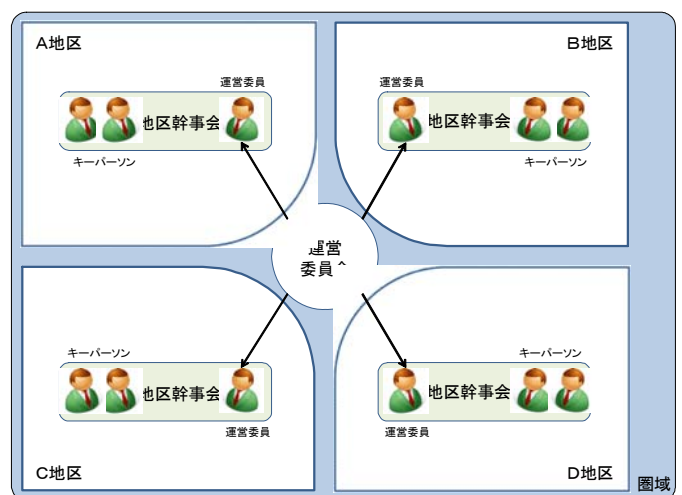 A地区
B地区
運営委員
運営委員
地区幹事会
地区幹事会
キーパーソン
キーパーソン
運営
委員
キーパーソン
キーパーソン
地区幹事会
地区幹事会
運営委員
運営委員
C地区
D地区
圏域